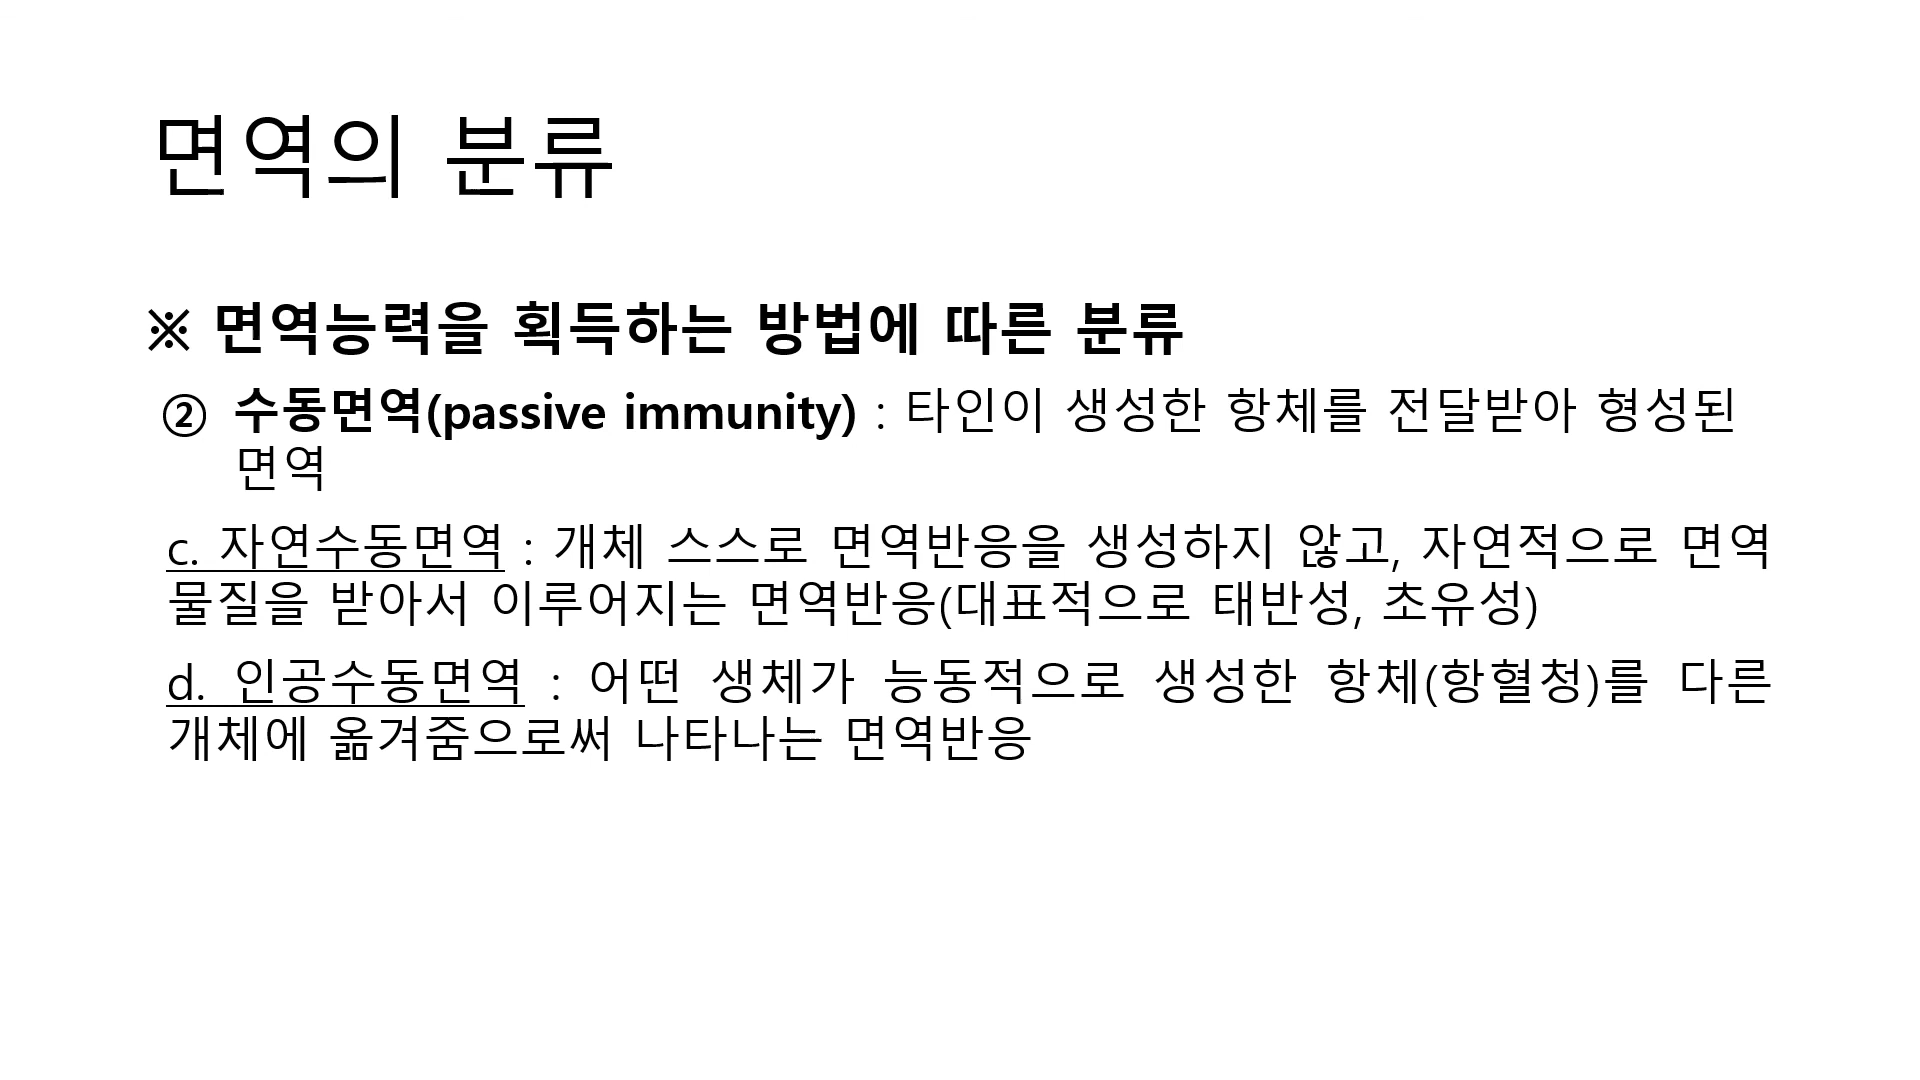 면역의 분류
※ 면역능력을 획득하는 방법에 따른 분류
② 수동면역(passive immunity) : 타인이 생성한 항체를 전달받아 형성된
면역
c. 자연수동면역 : 개체 스스로 면역반응을 생성하지 않고, 자연적으로 면역
물질을 받아서 이루어지는 면역반응(대표적으로 태반성, 초유성)
d. 인공수동면역 : 어떤 생체가 능동적으로 생성한 항체(항혈청)를 다른
개체에 옮겨줌으로써 나타나는 면역반응